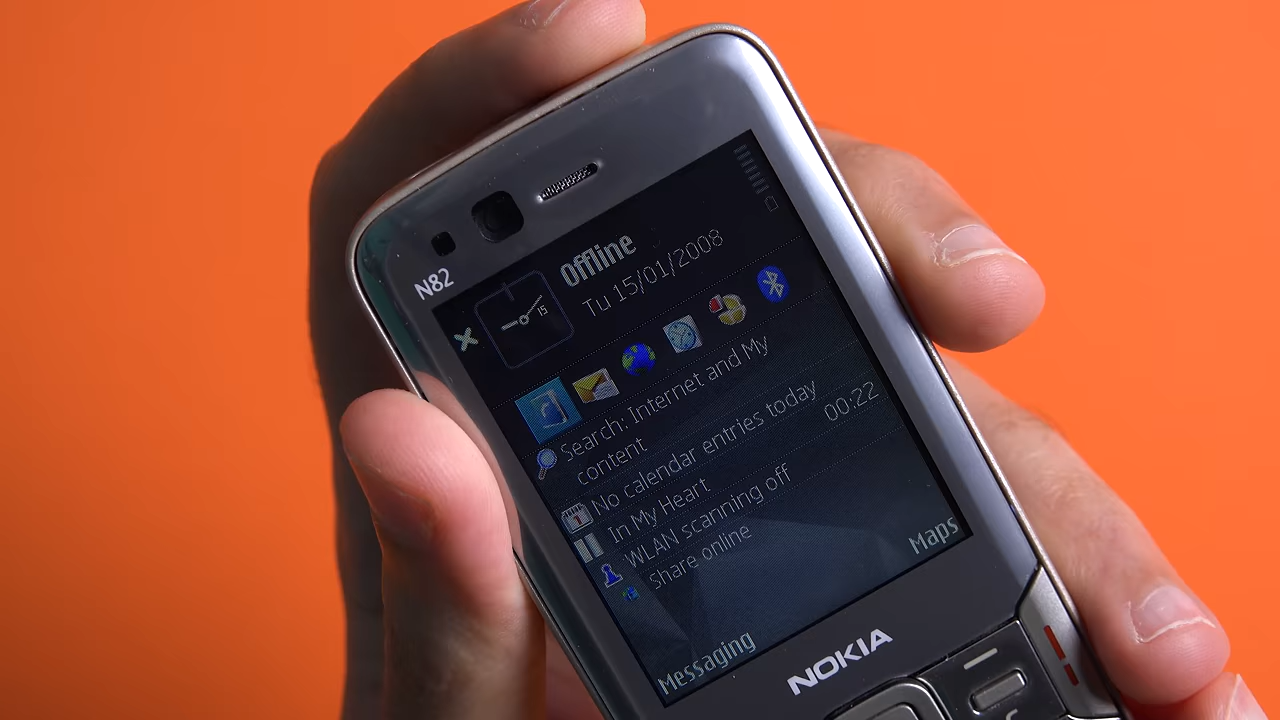 N82
Offline
Tu 15/01/2008
15
Search: Internet and My
content
No calendar entries today
In My Heart 00:22
WLAN scanning off
Share online
Messaging Maps
NOKIA